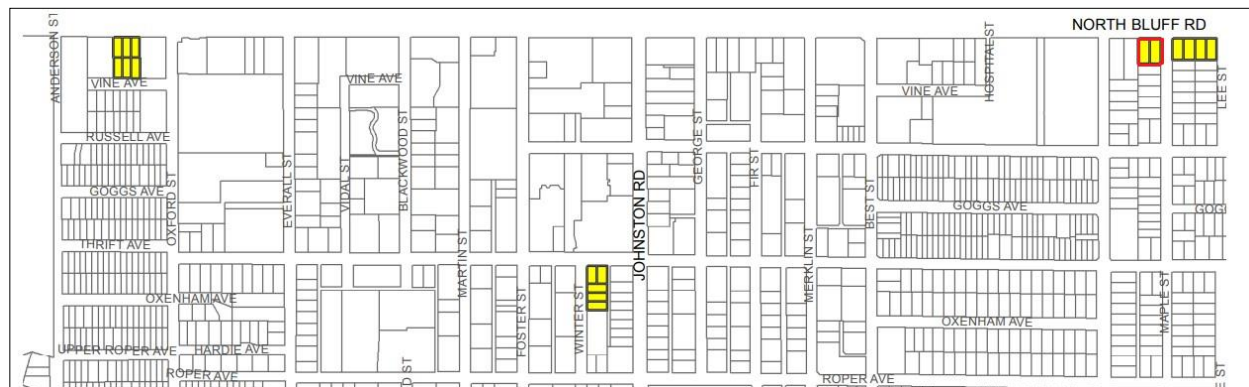 NORTH BLUFF RD
ANDERSON ST
HOSPITAL ST
VINE AVE
VINE AVE
VINE AVE
LEE ST
RUSSELL AVE
BLACKWOOD ST
GEORGE ST
FIR ST
EVERALL ST
VIDAL ST
JOHNSTON RD
BEST ST
GOGGS AVE
GOGGS AVE
OXFORD ST
THRIFT AVE
MARTIN ST
MERKLIN ST
OXENHAM AVE
FOSTER ST
WINTER ST
MAPLE ST
OXENHAM AVE
UPPER ROPER AVE
HARDIE AVE
ROPER AVE
ROPER AVE